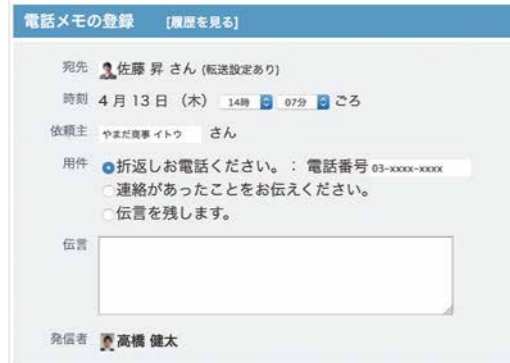 電話メモの登録 [履歴を見る]
宛先 佐藤 昇 さん (転送設定あり)
時刻 4月13日 (木) 14時 07分 ごろ
依頼主 やまだ商事 イトウ さん
用件 折返しお電話ください。: 電話番号 03-xxxx-xxxx
連絡があったことをお伝えください。
伝言を残します。
伝言
発信者 高橋 健太